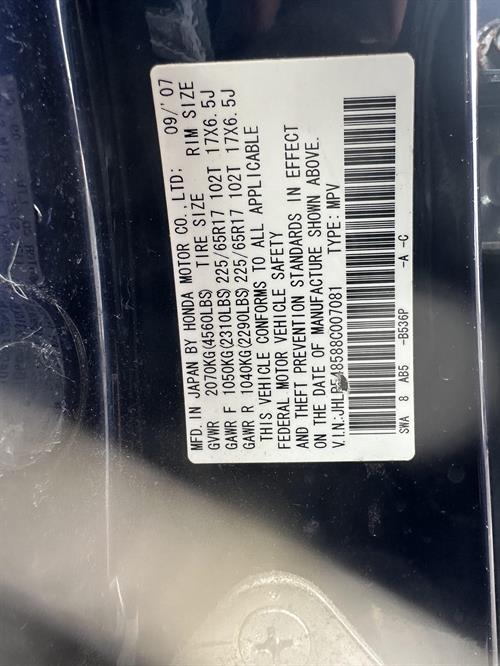 MFD. IN JAPAN BY HONDA MOTOR CO., LTD; 09/'07
GVWR 2070KG(4560LBS) TIRE SIZE RIM SIZE
GAWR F 1050KG(2310LBS) 225/65R17 102T 17X6.5J
GAWR R 1040KG(2290LBS) 225/65R17 102T 17X6.5J
THIS VEHICLE CONFORMS TO ALL APPLICABLE
FEDERAL MOTOR VEHICLE SAFETY
AND THEFT PREVENTION STANDARDS IN EFFECT
ON THE DATE OF MANUFACTURE SHOWN ABOVE.
V.I.N:JHLRE48588C007081 TYPE: MPV
SWA 8 AB5 -B536P -A -C